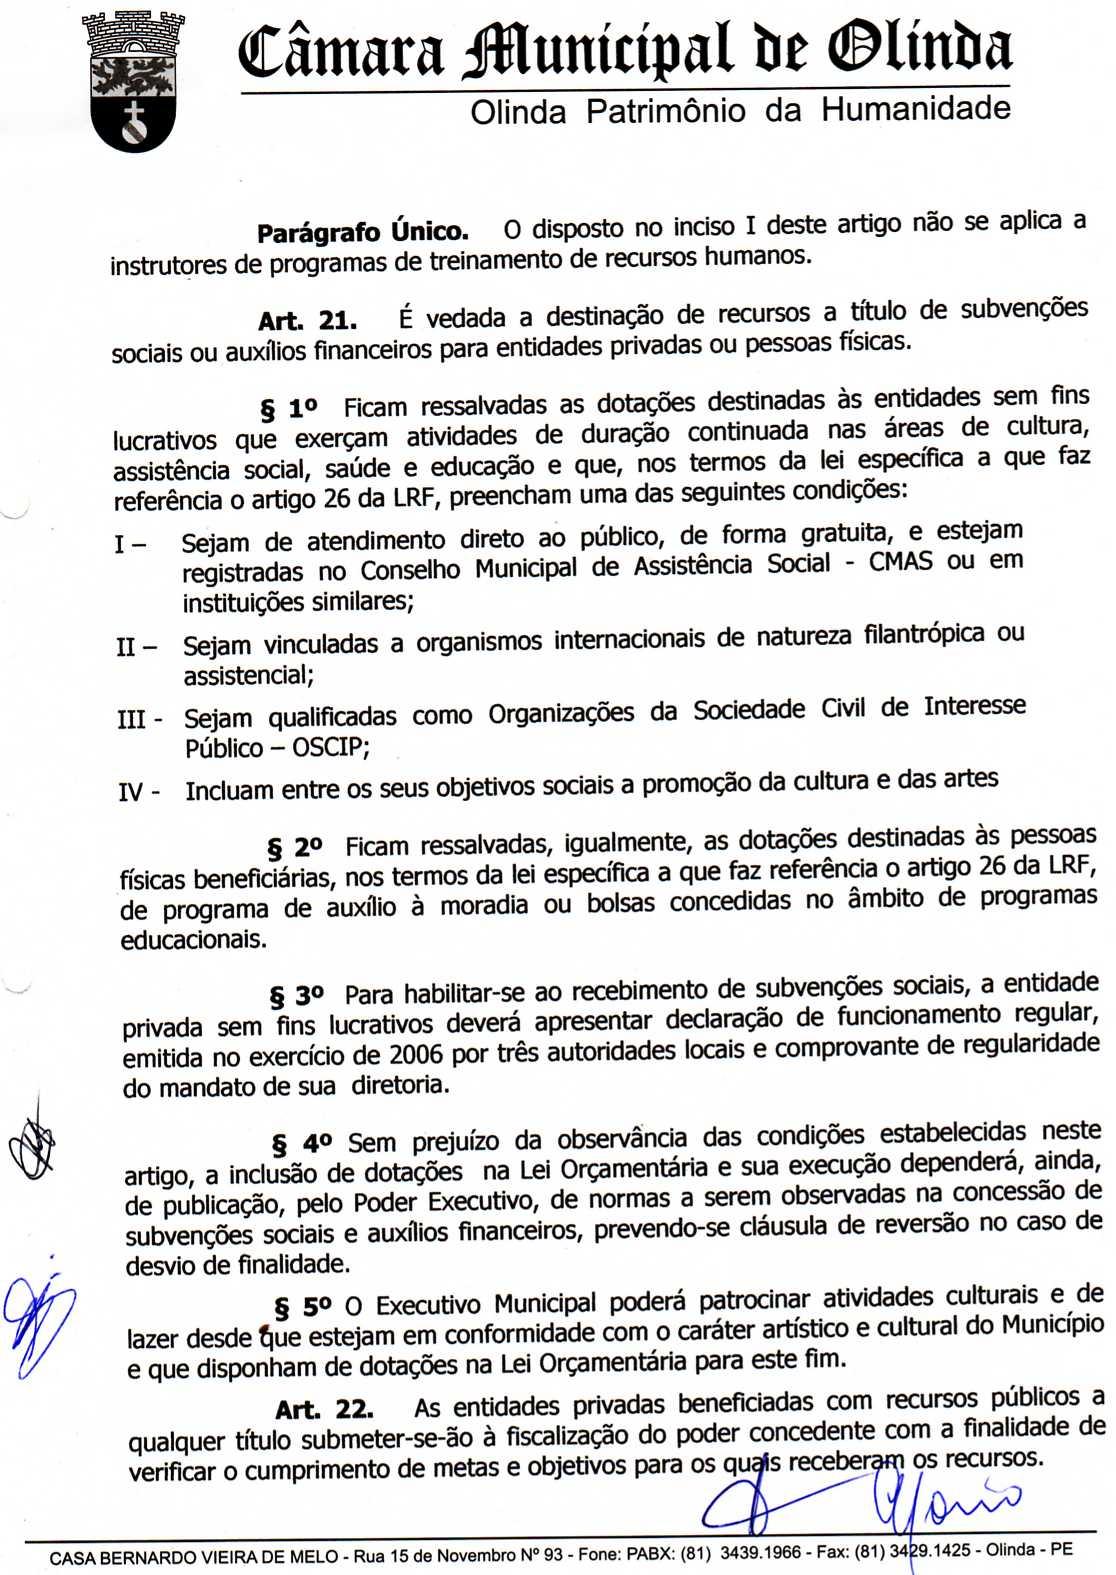 Câmara Municipal de Olinda
Olinda Patrimônio da Humanidade
Parágrafo Único. O disposto no inciso I deste artigo não se aplica a
instrutores de programas de treinamento de recursos humanos.
Art. 21. É vedada a destinação de recursos a título de subvenções
sociais ou auxílios financeiros para entidades privadas ou pessoas físicas.
§ 1º Ficam ressalvadas as dotações destinadas às entidades sem fins
lucrativos que exerçam atividades de duração continuada nas áreas de cultura,
assistência social, saúde e educação e que, nos termos da lei específica a que faz
referência o artigo 26 da LRF, preencham uma das seguintes condições:
I – Sejam de atendimento direto ao público, de forma gratuita, e estejam
registradas no Conselho Municipal de Assistência Social - CMAS ou em
instituições similares;
II – Sejam vinculadas a organismos internacionais de natureza filantrópica ou
assistencial;
III - Sejam qualificadas como Organizações da Sociedade Civil de Interesse
Público – OSCIP;
IV - Incluam entre os seus objetivos sociais a promoção da cultura e das artes
§ 2º Ficam ressalvadas, igualmente, as dotações destinadas às pessoas
físicas beneficiárias, nos termos da lei específica a que faz referência o artigo 26 da LRF,
de programa de auxílio à moradia ou bolsas concedidas no âmbito de programas
educacionais.
§ 3º Para habilitar-se ao recebimento de subvenções sociais, a entidade
privada sem fins lucrativos deverá apresentar declaração de funcionamento regular,
emitida no exercício de 2006 por três autoridades locais e comprovante de regularidade
do mandato de sua diretoria.
§ 4º Sem prejuízo da observância das condições estabelecidas neste
artigo, a inclusão de dotações na Lei Orçamentária e sua execução dependerá, ainda,
de publicação, pelo Poder Executivo, de normas a serem observadas na concessão de
subvenções sociais e auxílios financeiros, prevendo-se cláusula de reversão no caso de
desvio de finalidade.
§ 5º O Executivo Municipal poderá patrocinar atividades culturais e de
lazer desde que estejam em conformidade com o caráter artístico e cultural do Município
e que disponham de dotações na Lei Orçamentária para este fim.
Art. 22. As entidades privadas beneficiadas com recursos públicos a
qualquer título submeter-se-ão à fiscalização do poder concedente com a finalidade de
verificar o cumprimento de metas e objetivos para os quais receberam os recursos.
CASA BERNARDO VIEIRA DE MELO - Rua 15 de Novembro Nº 93 - Fone: PABX: (81) 3439.1966 - Fax: (81) 3429.1425 - Olinda - PE